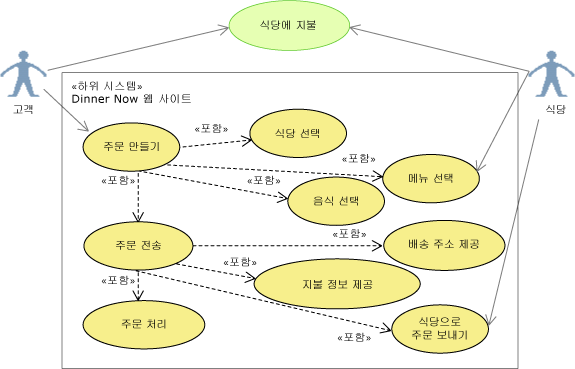 식당에 지불
고객
식당
«하위 시스템»
Dinner Now 웹 사이트
«포함»
식당 선택
주문 만들기
«포함»
메뉴 선택
«포함»
«포함»
음식 선택
주문 전송
«포함»
배송 주소 제공
«포함»
«포함»
지불 정보 제공
주문 처리
«포함»
식당으로
주문 보내기